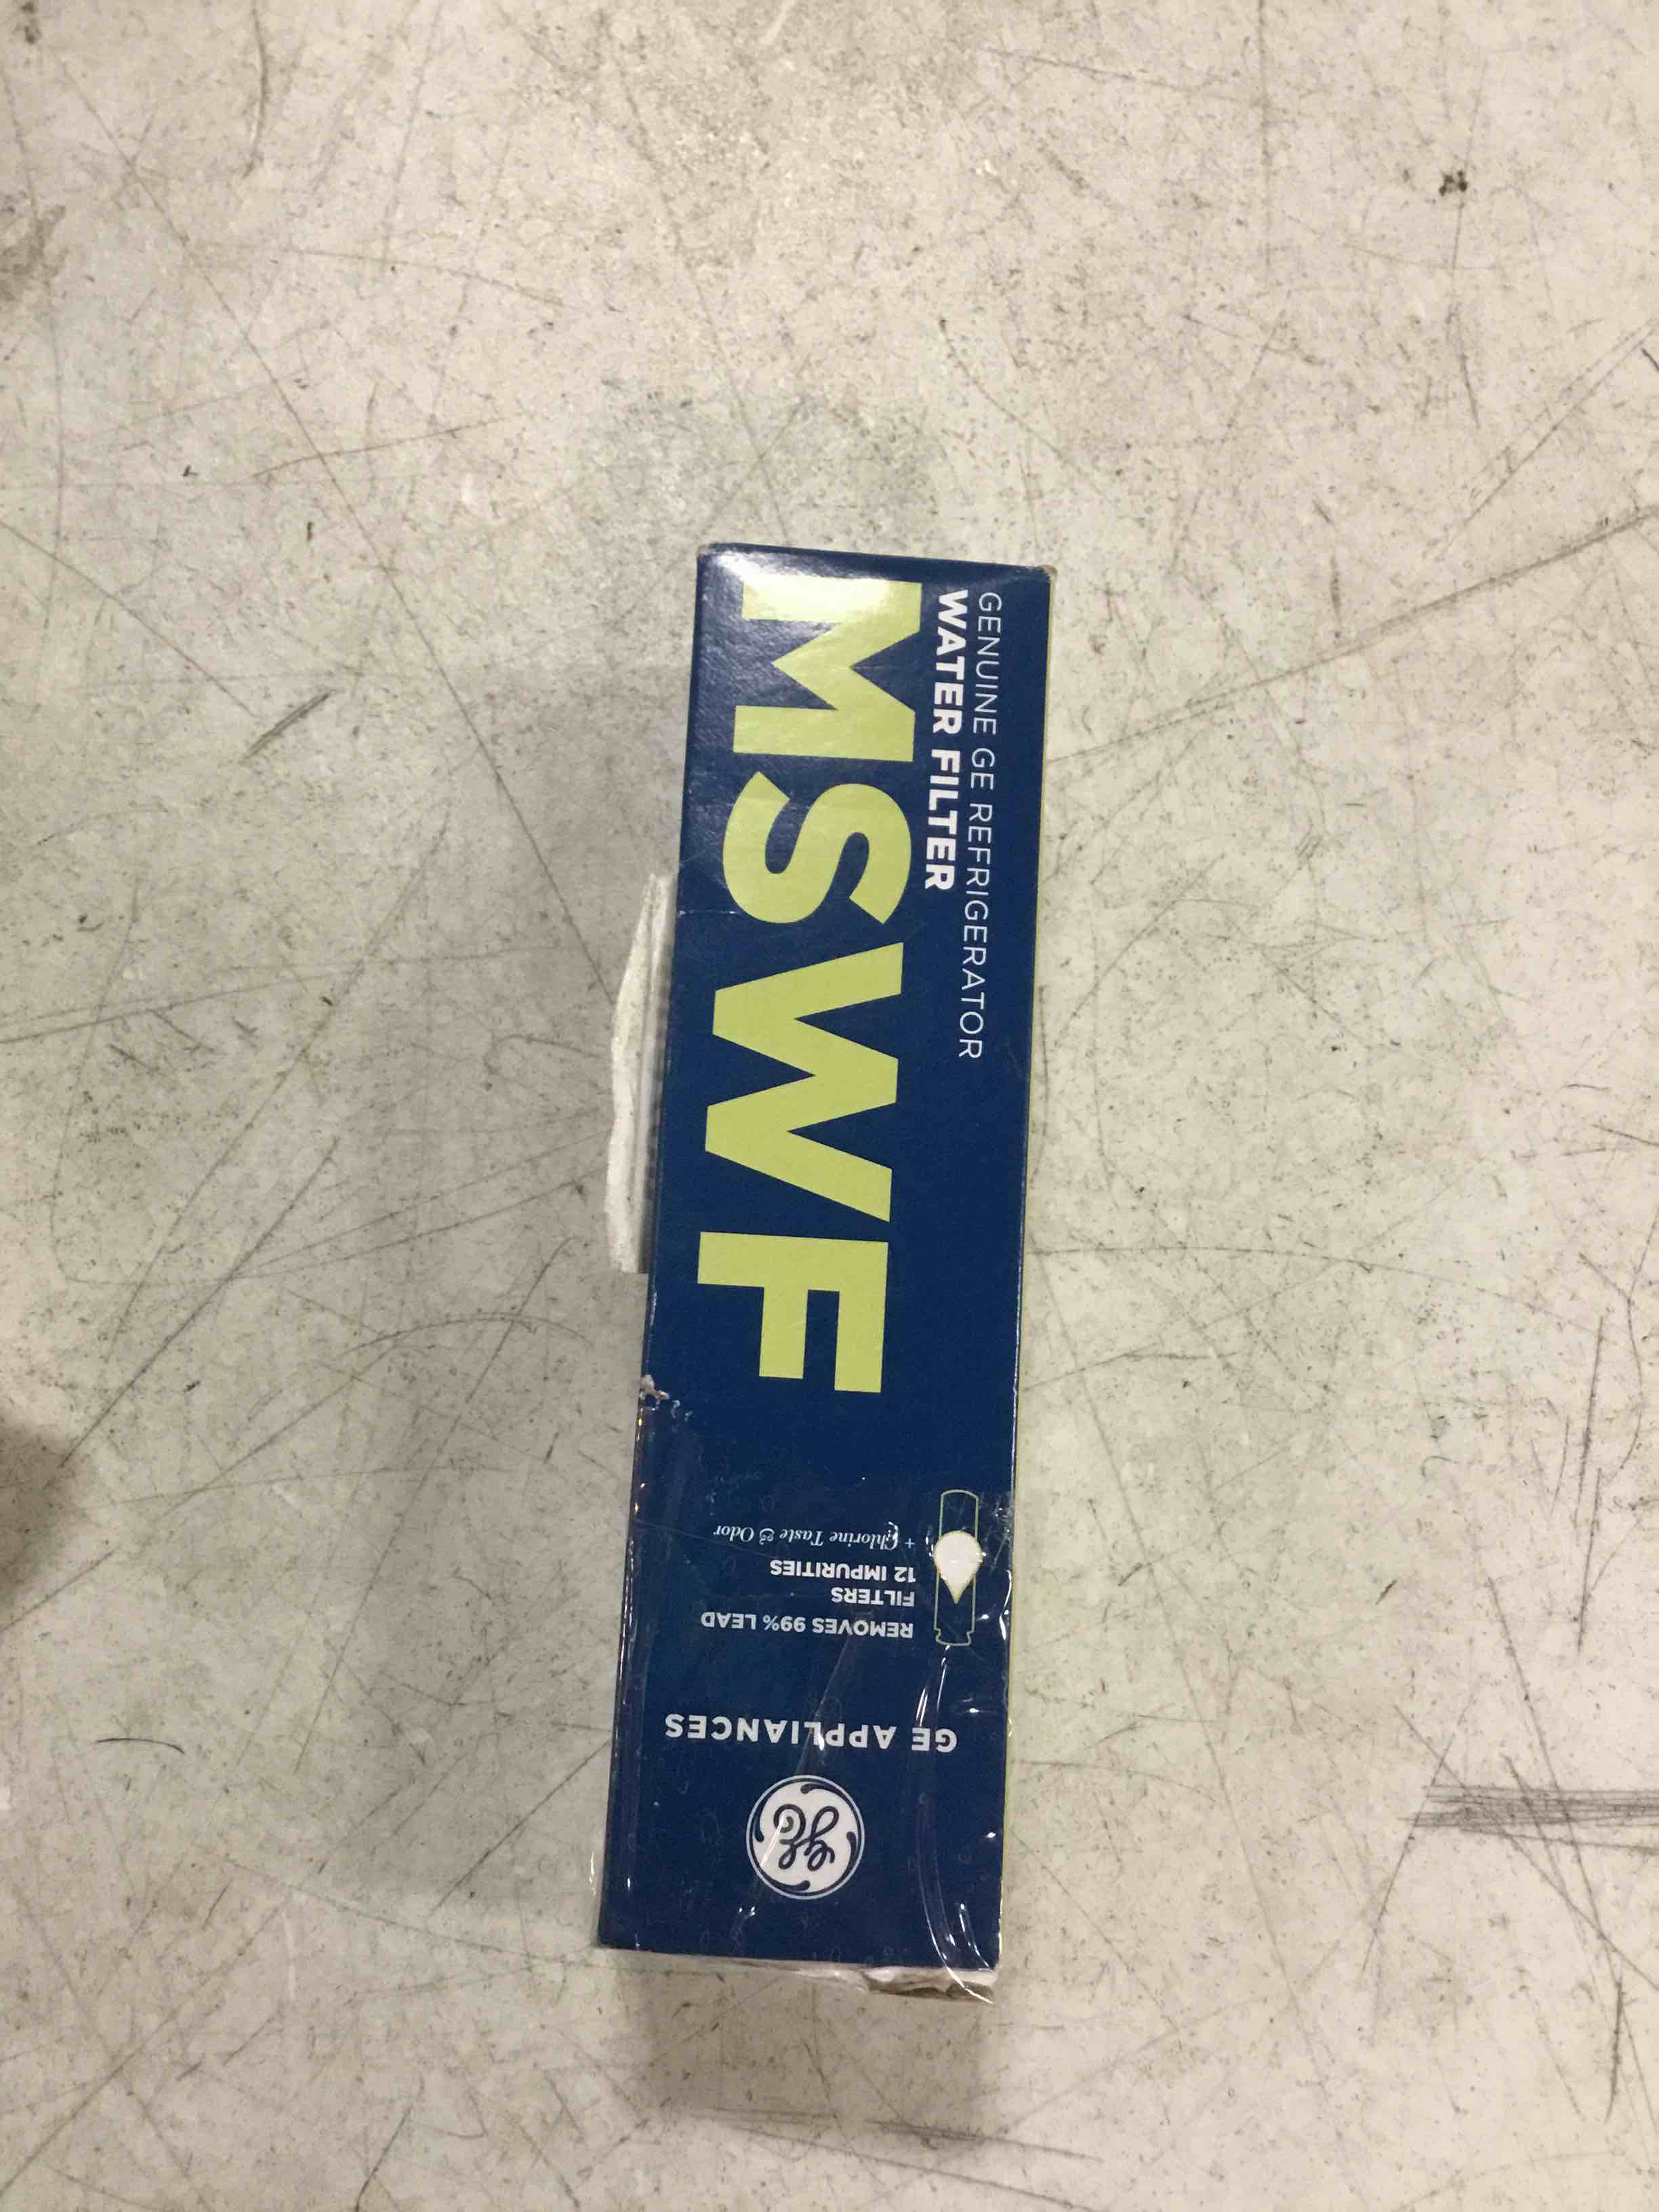 GENUINE GE REFRIGERATOR
WATER FILTER
MSWF
GE APPLIANCES
REMOVES 99% LEAD
FILTERS
12 IMPURITIES
+ Chlorine Taste & Odor